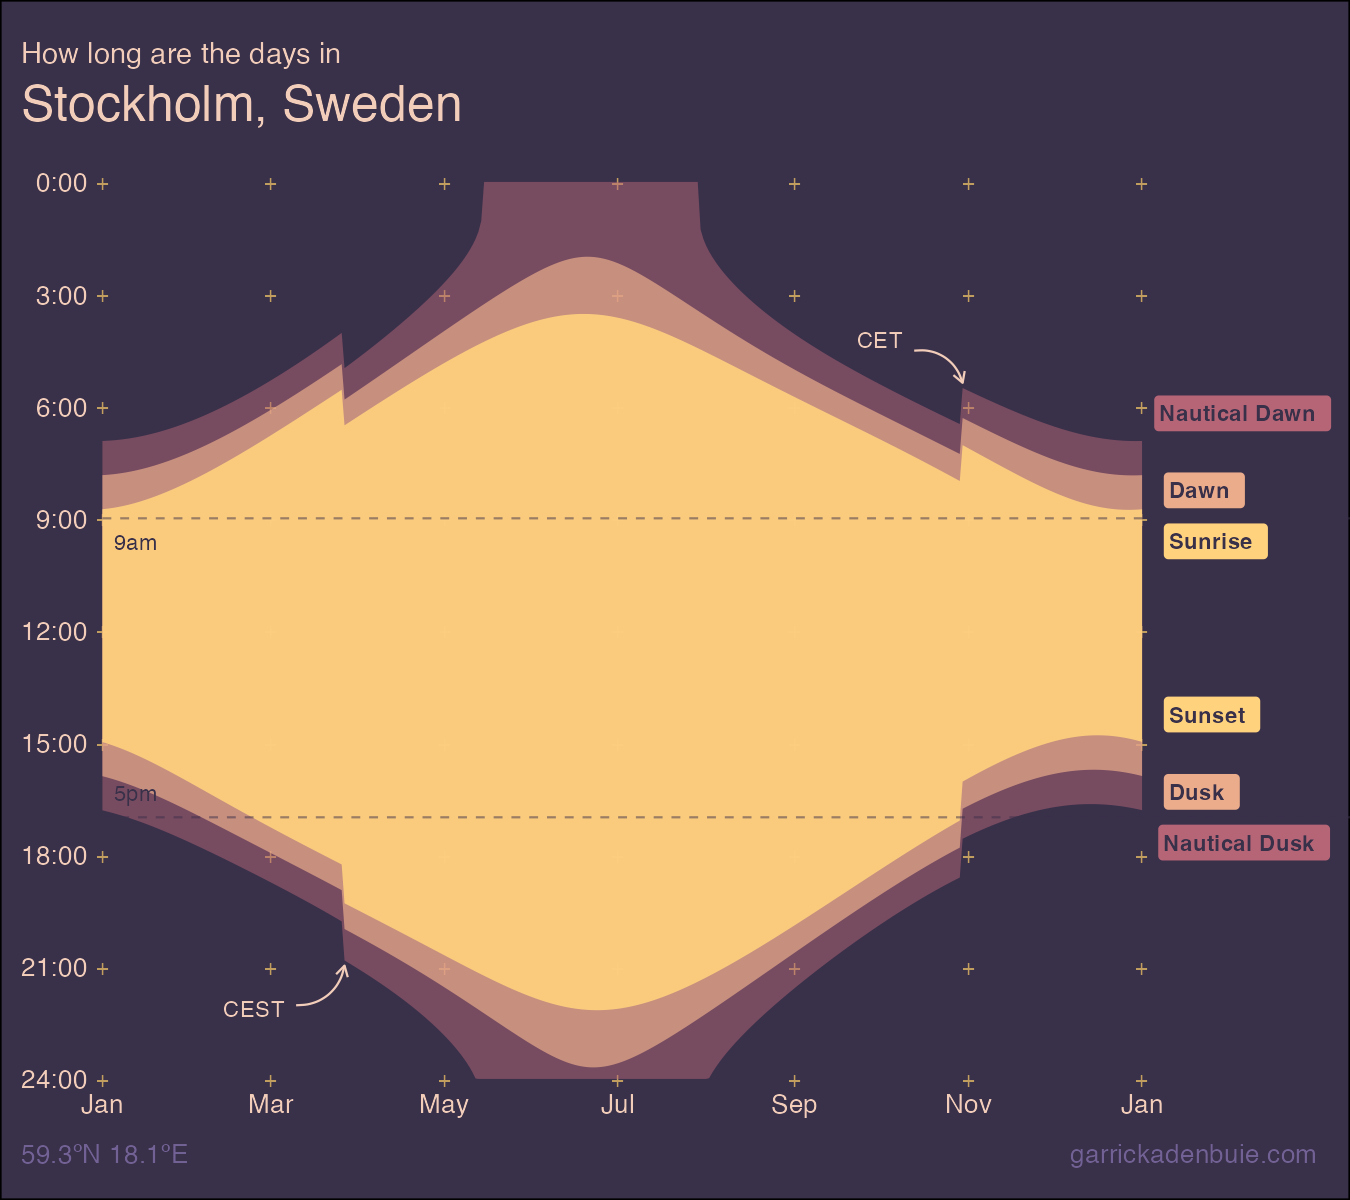 How long are the days in
Stockholm, Sweden
0:00
3:00
CET
6:00
Nautical Dawn
Dawn
9:00
9am
Sunrise
12:00
Sunset
15:00
5pm
Dusk
Nautical Dusk
18:00
21:00
CEST
24:00
Jan Mar May Jul Sep Nov Jan
59.3°N 18.1°E
garrickadenbuie.com